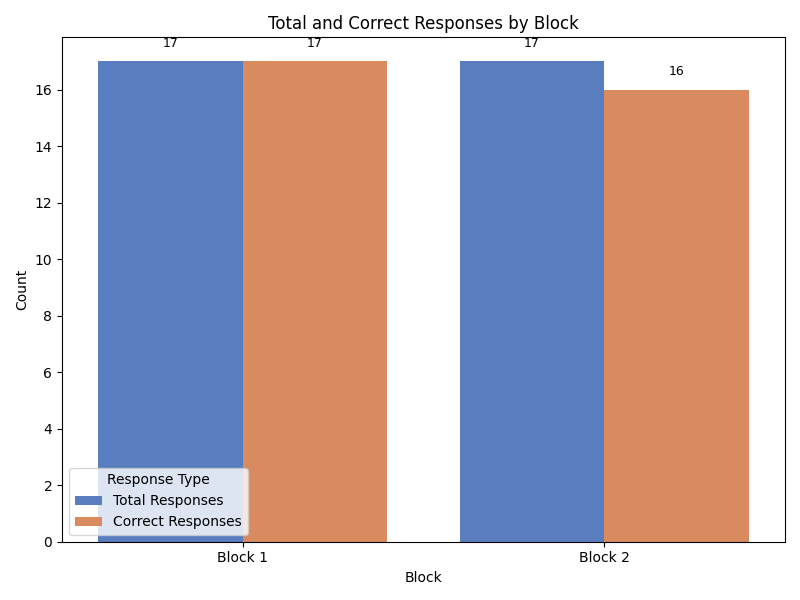 Total and Correct Responses by Block
17
17
17
16
Count
16
14
12
10
8
6
4
2
0
Response Type
Total Responses
Correct Responses
Block 1
Block 2
Block